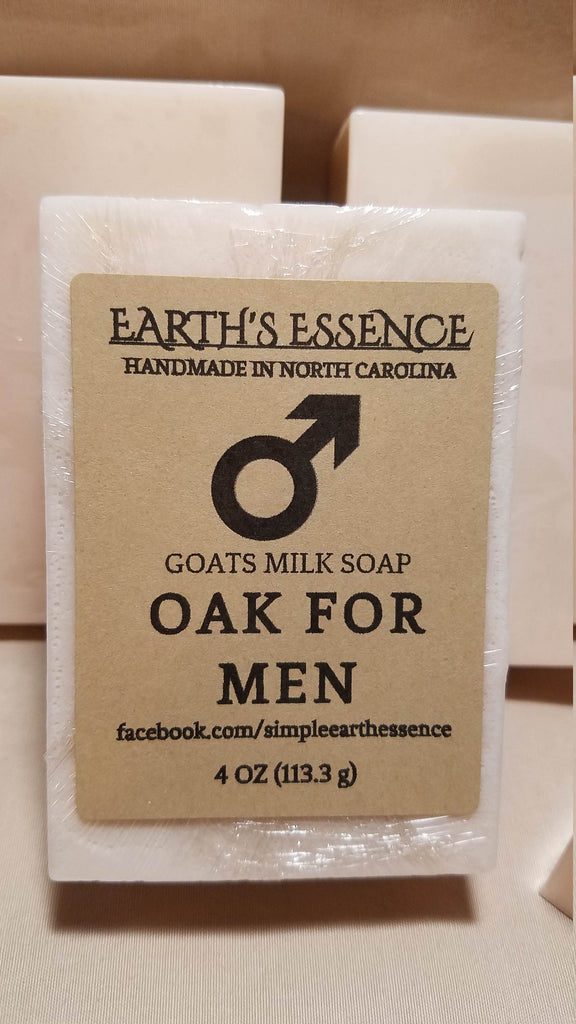 EARTH'S ESSENCE
HANDMADE IN NORTH CAROLINA
GOATS MILK SOAP
OAK FOR
MEN
facebook.com/simpleearthessence
4 OZ (113.3 g)